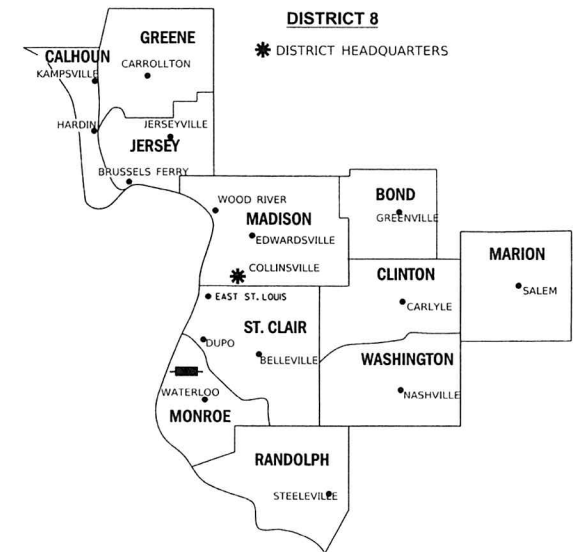 DISTRICT 8
DISTRICT HEADQUARTERS
GREENE
CARROLLTON
CALHOUN
KAMPSVILLE
HARDIN
JERSEYVILLE
JERSEY
BRUSSELS FERRY
WOOD RIVER
MADISON
EDWARDSVILLE
COLLINSVILLE
BOND
GREENVILLE
MARION
SALEM
CLINTON
CARLYLE
EAST ST. LOUIS
ST. CLAIR
DUPO
BELLEVILLE
WASHINGTON
NASHVILLE
WATERLOO
MONROE
RANDOLPH
STEELEVILLE